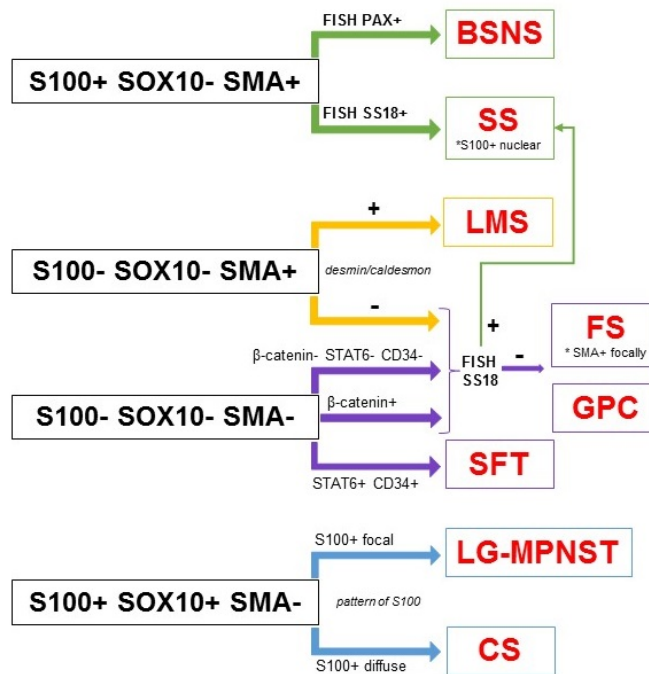 FISH PAX+
BSNS
S100+ SOX10- SMA+
FISH SS18+
SS
*S100+ nuclear
+
LMS
S100- SOX10- SMA+
desmin/caldesmon
-
+
FISH
SS18
-
FS
* SMA+ focally
β-catenin- STAT6- CD34-
β-catenin+
GPC
S100- SOX10- SMA-
SFT
STAT6+ CD34+
S100+ focal
LG-MPNST
S100+ SOX10+ SMA-
pattern of S100
CS
S100+ diffuse